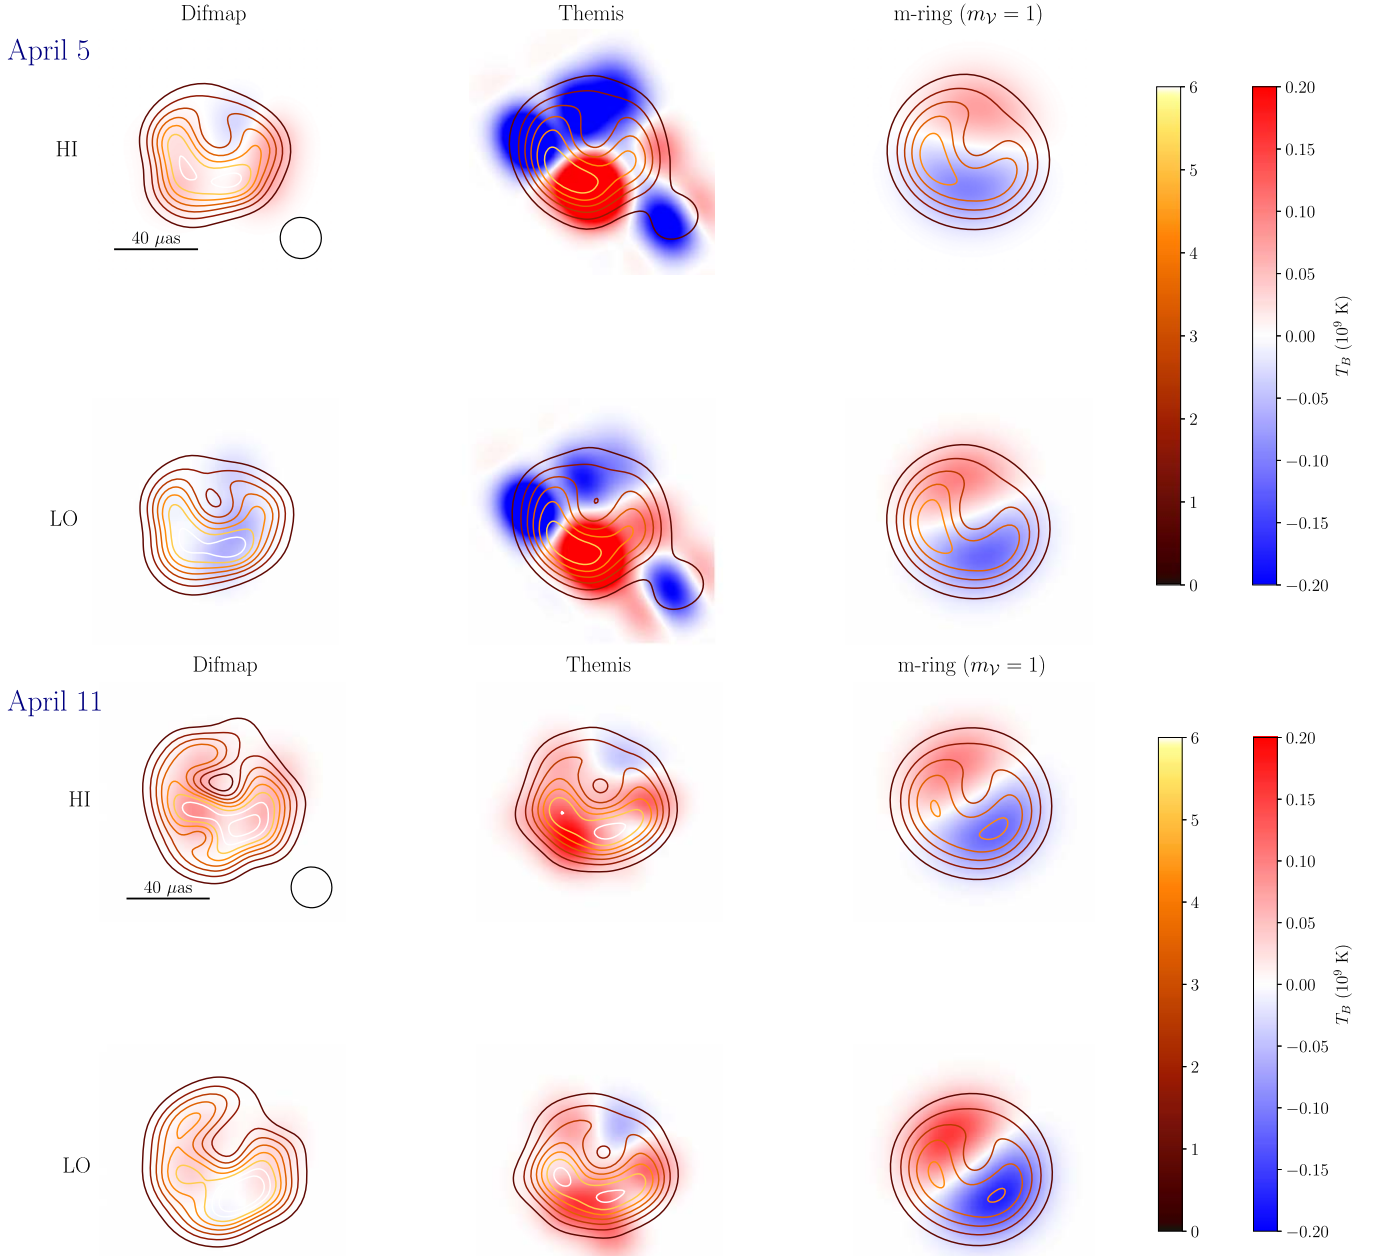 Difmap Themis m-ring (m𝒱 = 1)
April 5
HI
40 μas
LO
6
5
4
3
2
1
0
0.20
0.15
0.10
0.05
0.00
−0.05
−0.10
−0.15
−0.20
T_B (10⁹ K)
Difmap Themis m-ring (m𝒱 = 1)
April 11
HI
40 μas
LO
6
5
4
3
2
1
0
0.20
0.15
0.10
0.05
0.00
−0.05
−0.10
−0.15
−0.20
T_B (10⁹ K)